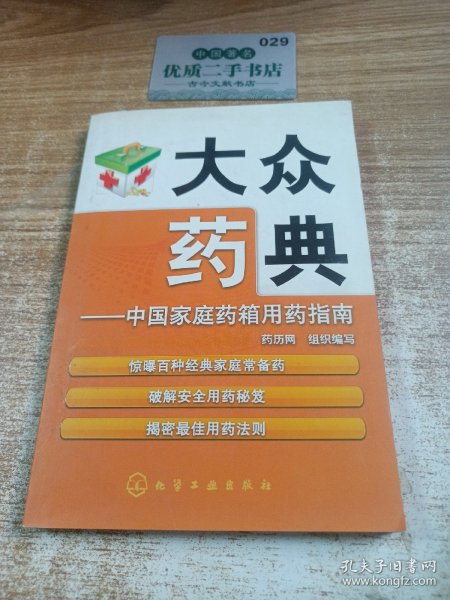 029
中国著名
优质二手书店
古今文献书店
大众
药典
——中国家庭药箱用药指南
药历网 组织编写
惊曝百种经典家庭常备药
破解安全用药秘笈
揭密最佳用药法则
化学工业出版社
孔夫子旧书网
www.kongfz.com